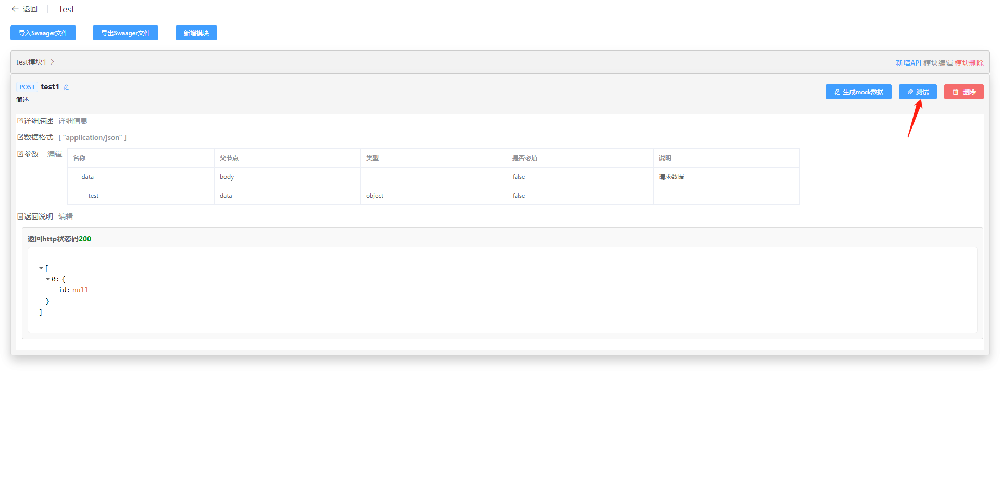 返回 Test
导入Swaager文件 导出Swaager文件 新增模块
test模块1 新增API 模块编辑 模块删除
POST test1 生成mock数据 测试 删除
简述
详细描述 详细信息
数据格式 [ "application/json" ]
参数 编辑 名称 父节点 类型 是否必填 说明
data body false 请求数据
test data object false
返回说明 编辑
返回http状态码200
[
0: {
id: null
}
]